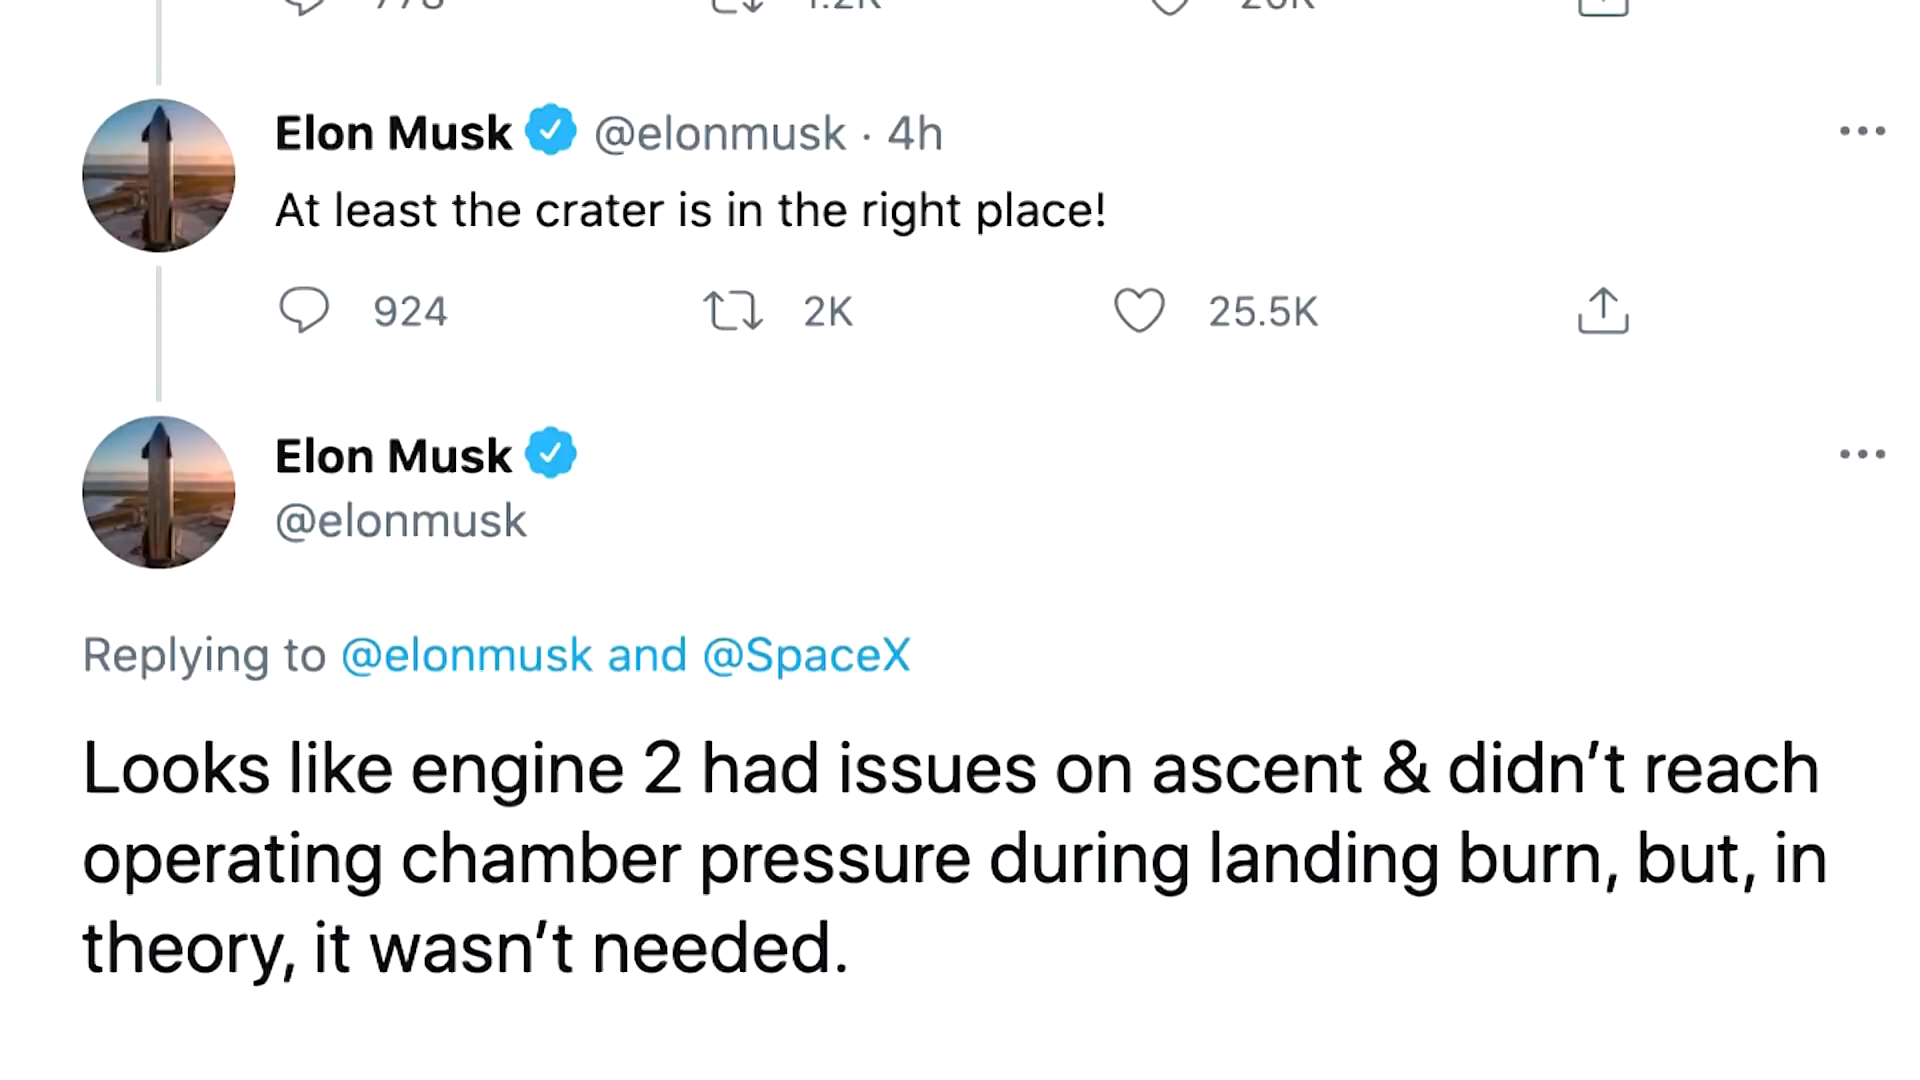 Elon Musk @elonmusk · 4h
At least the crater is in the right place!
924 2K 25.5K
Elon Musk
@elonmusk
Replying to @elonmusk and @SpaceX
Looks like engine 2 had issues on ascent & didn’t reach
operating chamber pressure during landing burn, but, in
theory, it wasn’t needed.